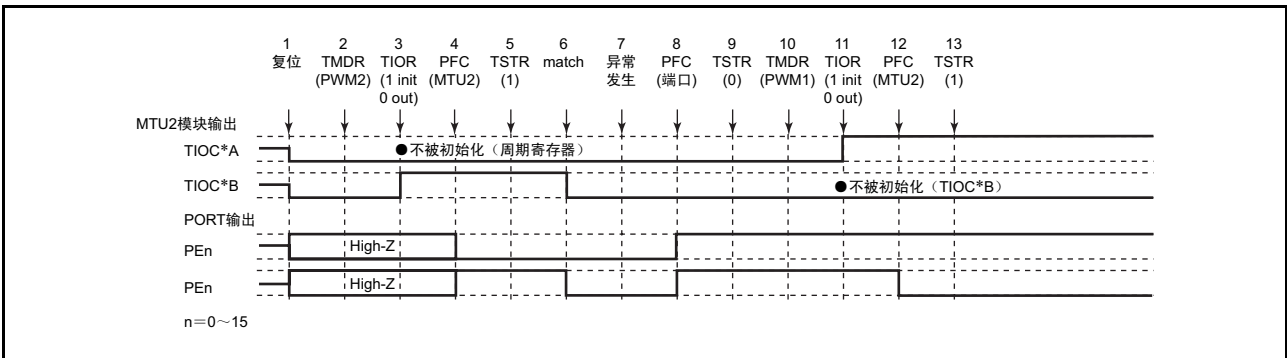 1 2 3 4 5 6 7 8 9 10 11 12 13
复位 TMDR TIOR PFC TSTR match 异常 PFC TSTR TMDR TIOR PFC TSTR
(PWM2) (1 init (MTU2) (1) 发生 (端口) (0) (PWM1) (1 init (MTU2) (1)
0 out) 0 out)
MTU2模块输出
TIOC*A ●不被初始化（周期寄存器）
TIOC*B ●不被初始化（TIOC*B）
PORT输出
PEn High-Z
PEn High-Z
n＝0～15